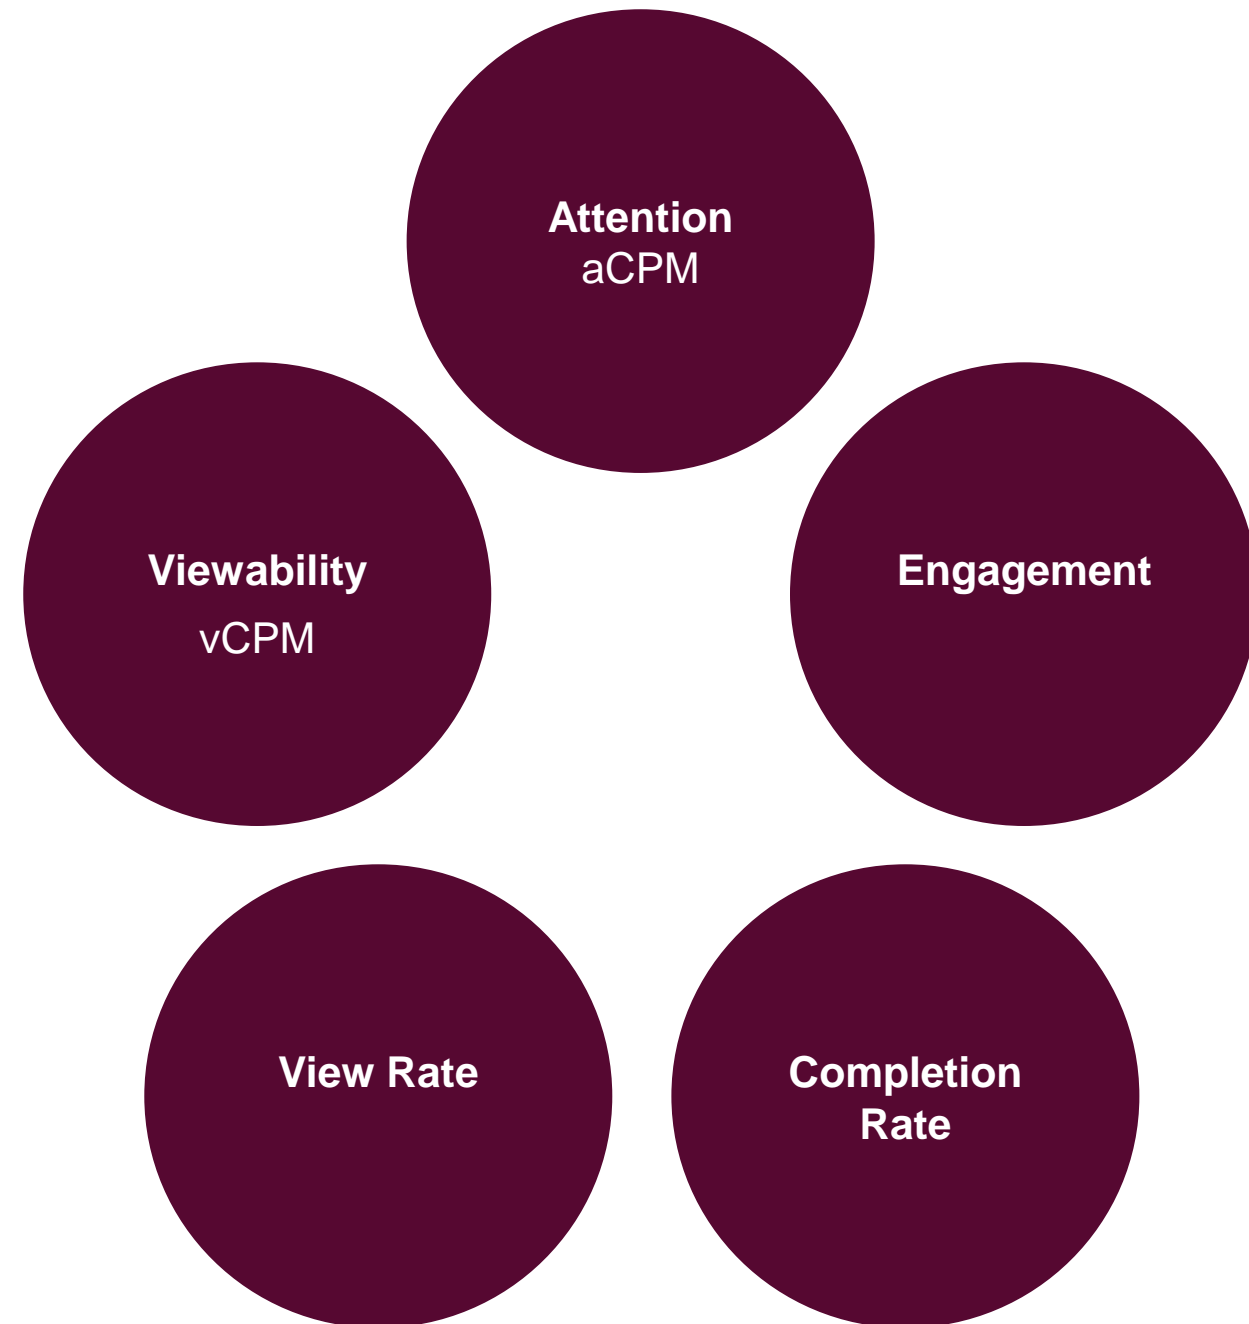 Attention
aCPM
Viewability
vCPM
Engagement
View Rate
Completion
Rate